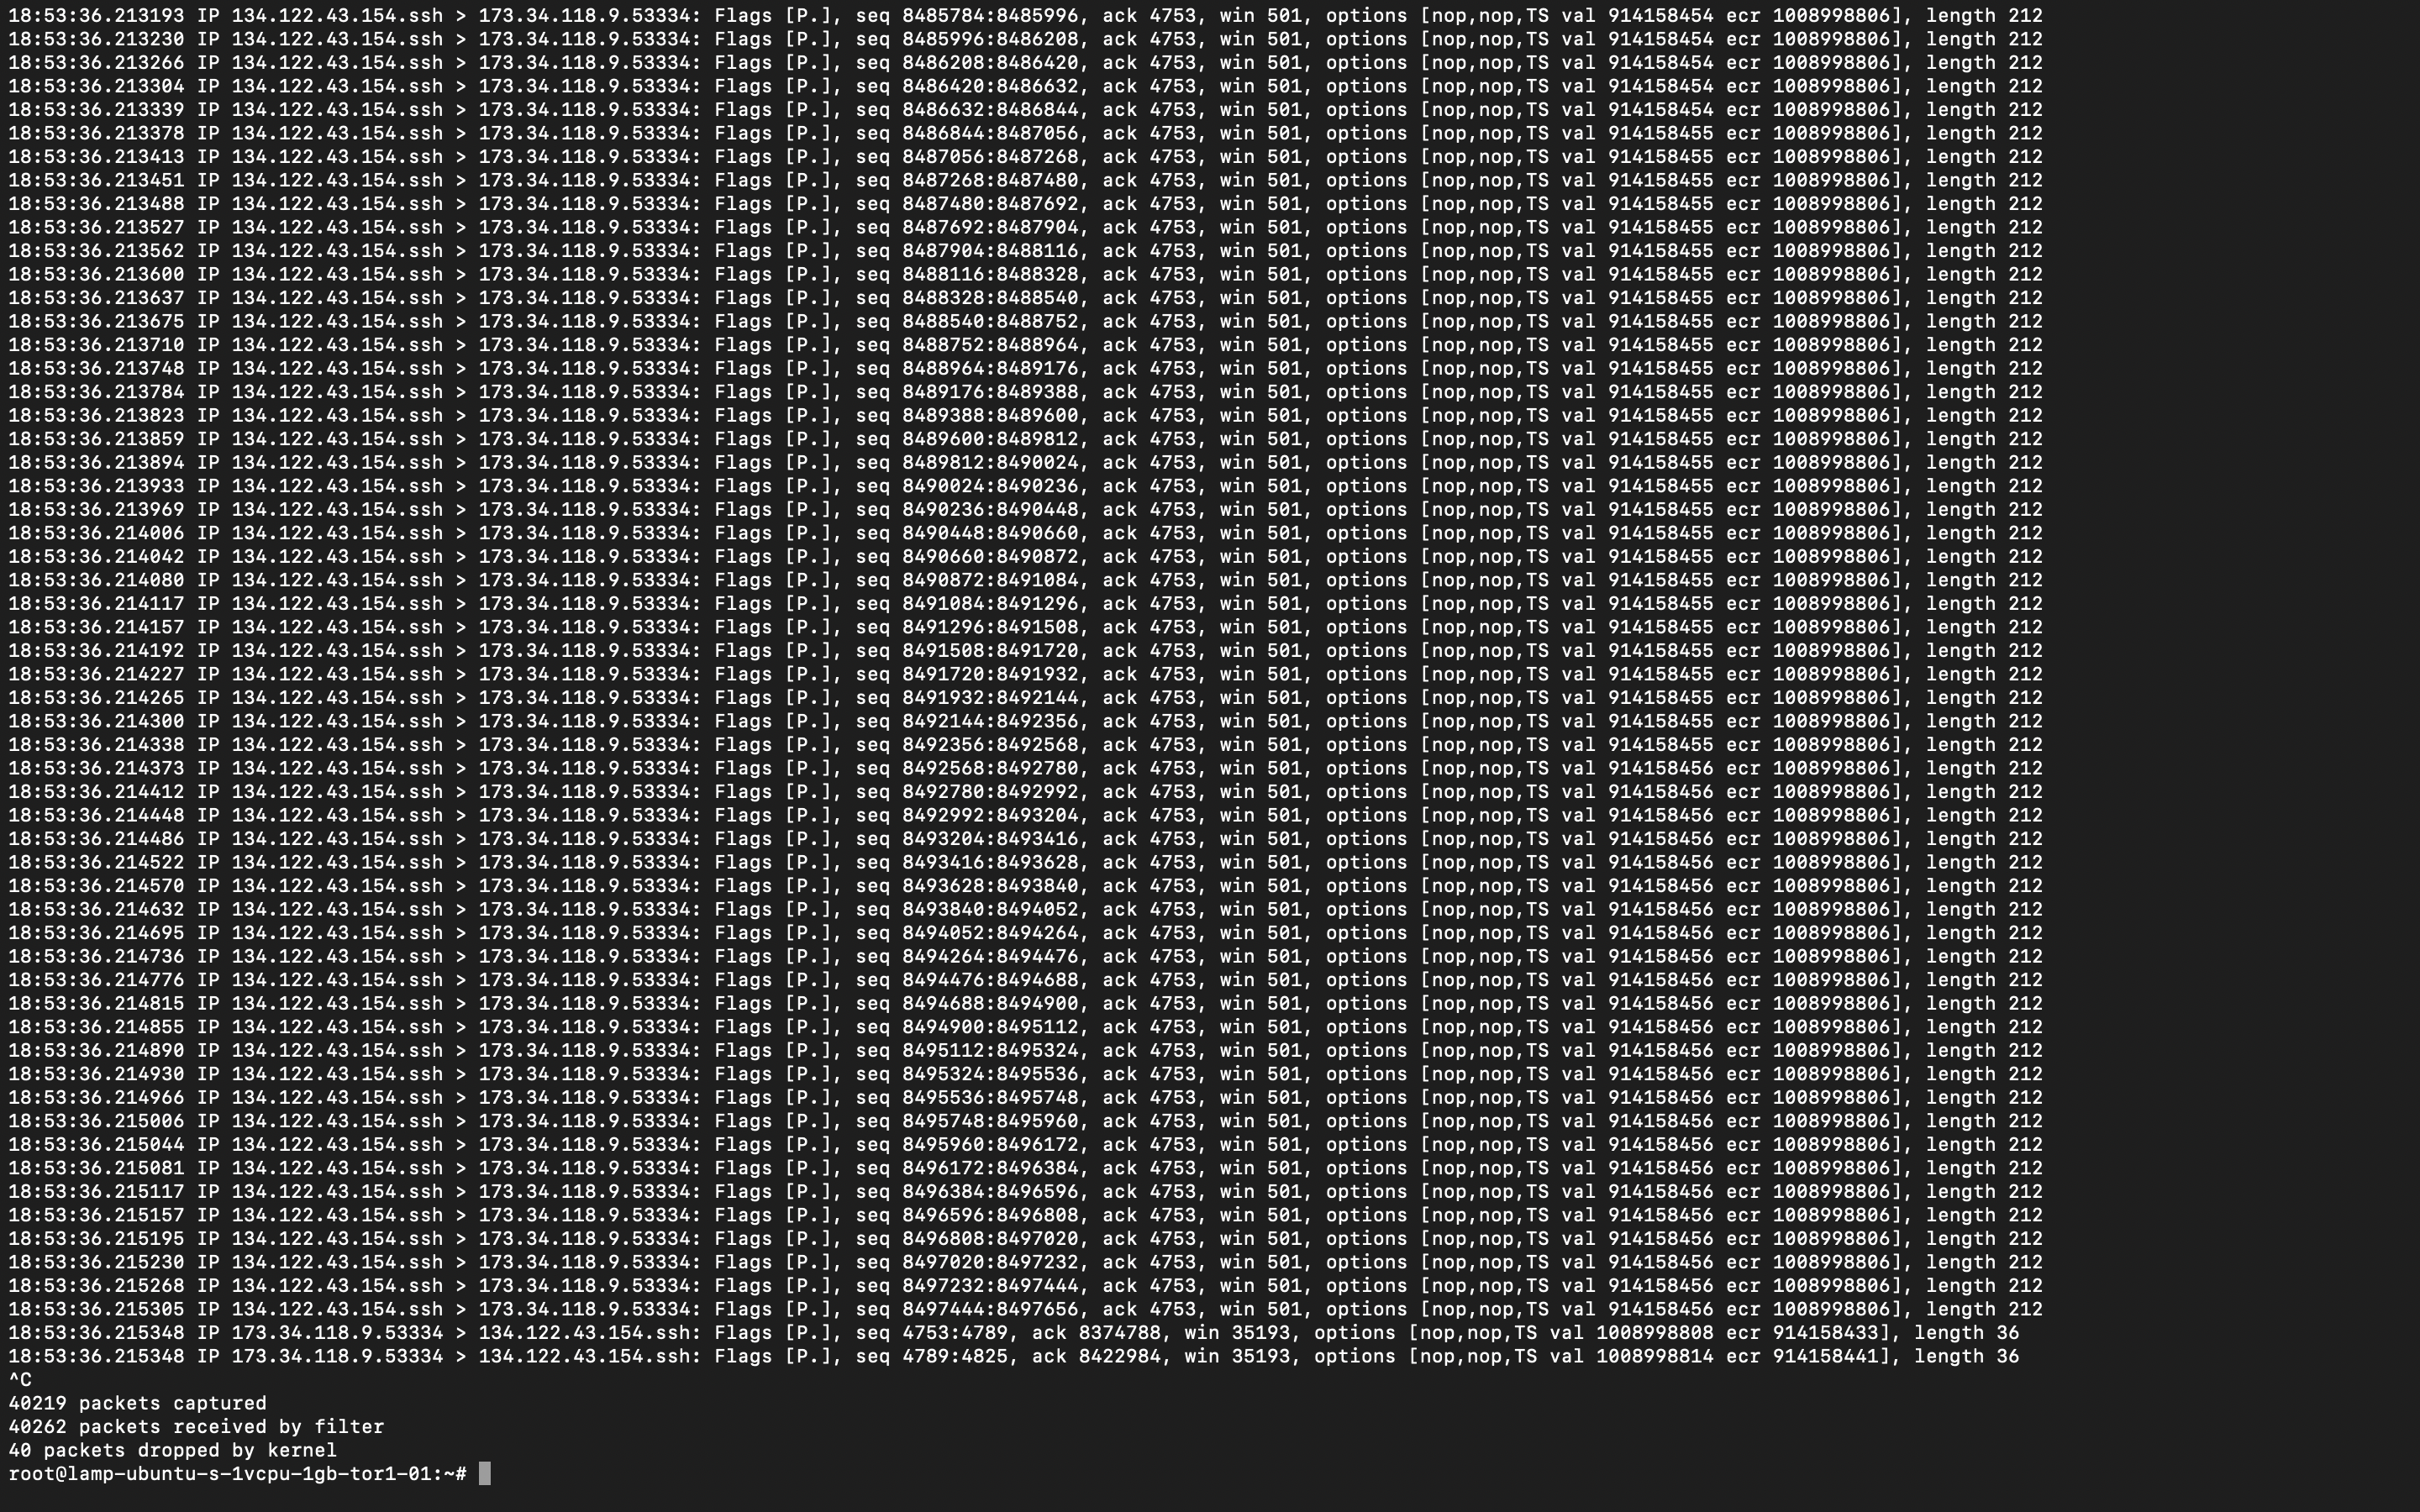 18:53:36.213193 IP 134.122.43.154.ssh > 173.34.118.9.53334: Flags [P.], seq 8485784:8485996, ack 4753, win 501, options [nop,nop,TS val 914158454 ecr 1008998806], length 212
18:53:36.213230 IP 134.122.43.154.ssh > 173.34.118.9.53334: Flags [P.], seq 8485996:8486208, ack 4753, win 501, options [nop,nop,TS val 914158454 ecr 1008998806], length 212
18:53:36.213266 IP 134.122.43.154.ssh > 173.34.118.9.53334: Flags [P.], seq 8486208:8486420, ack 4753, win 501, options [nop,nop,TS val 914158454 ecr 1008998806], length 212
18:53:36.213304 IP 134.122.43.154.ssh > 173.34.118.9.53334: Flags [P.], seq 8486420:8486632, ack 4753, win 501, options [nop,nop,TS val 914158454 ecr 1008998806], length 212
18:53:36.213339 IP 134.122.43.154.ssh > 173.34.118.9.53334: Flags [P.], seq 8486632:8486844, ack 4753, win 501, options [nop,nop,TS val 914158454 ecr 1008998806], length 212
18:53:36.213378 IP 134.122.43.154.ssh > 173.34.118.9.53334: Flags [P.], seq 8486844:8487056, ack 4753, win 501, options [nop,nop,TS val 914158455 ecr 1008998806], length 212
18:53:36.213413 IP 134.122.43.154.ssh > 173.34.118.9.53334: Flags [P.], seq 8487056:8487268, ack 4753, win 501, options [nop,nop,TS val 914158455 ecr 1008998806], length 212
18:53:36.213451 IP 134.122.43.154.ssh > 173.34.118.9.53334: Flags [P.], seq 8487268:8487480, ack 4753, win 501, options [nop,nop,TS val 914158455 ecr 1008998806], length 212
18:53:36.213488 IP 134.122.43.154.ssh > 173.34.118.9.53334: Flags [P.], seq 8487480:8487692, ack 4753, win 501, options [nop,nop,TS val 914158455 ecr 1008998806], length 212
18:53:36.213527 IP 134.122.43.154.ssh > 173.34.118.9.53334: Flags [P.], seq 8487692:8487904, ack 4753, win 501, options [nop,nop,TS val 914158455 ecr 1008998806], length 212
18:53:36.213562 IP 134.122.43.154.ssh > 173.34.118.9.53334: Flags [P.], seq 8487904:8488116, ack 4753, win 501, options [nop,nop,TS val 914158455 ecr 1008998806], length 212
18:53:36.213600 IP 134.122.43.154.ssh > 173.34.118.9.53334: Flags [P.], seq 8488116:8488328, ack 4753, win 501, options [nop,nop,TS val 914158455 ecr 1008998806], length 212
18:53:36.213637 IP 134.122.43.154.ssh > 173.34.118.9.53334: Flags [P.], seq 8488328:8488540, ack 4753, win 501, options [nop,nop,TS val 914158455 ecr 1008998806], length 212
18:53:36.213675 IP 134.122.43.154.ssh > 173.34.118.9.53334: Flags [P.], seq 8488540:8488752, ack 4753, win 501, options [nop,nop,TS val 914158455 ecr 1008998806], length 212
18:53:36.213710 IP 134.122.43.154.ssh > 173.34.118.9.53334: Flags [P.], seq 8488752:8488964, ack 4753, win 501, options [nop,nop,TS val 914158455 ecr 1008998806], length 212
18:53:36.213748 IP 134.122.43.154.ssh > 173.34.118.9.53334: Flags [P.], seq 8488964:8489176, ack 4753, win 501, options [nop,nop,TS val 914158455 ecr 1008998806], length 212
18:53:36.213784 IP 134.122.43.154.ssh > 173.34.118.9.53334: Flags [P.], seq 8489176:8489388, ack 4753, win 501, options [nop,nop,TS val 914158455 ecr 1008998806], length 212
18:53:36.213823 IP 134.122.43.154.ssh > 173.34.118.9.53334: Flags [P.], seq 8489388:8489600, ack 4753, win 501, options [nop,nop,TS val 914158455 ecr 1008998806], length 212
18:53:36.213859 IP 134.122.43.154.ssh > 173.34.118.9.53334: Flags [P.], seq 8489600:8489812, ack 4753, win 501, options [nop,nop,TS val 914158455 ecr 1008998806], length 212
18:53:36.213894 IP 134.122.43.154.ssh > 173.34.118.9.53334: Flags [P.], seq 8489812:8490024, ack 4753, win 501, options [nop,nop,TS val 914158455 ecr 1008998806], length 212
18:53:36.213933 IP 134.122.43.154.ssh > 173.34.118.9.53334: Flags [P.], seq 8490024:8490236, ack 4753, win 501, options [nop,nop,TS val 914158455 ecr 1008998806], length 212
18:53:36.213969 IP 134.122.43.154.ssh > 173.34.118.9.53334: Flags [P.], seq 8490236:8490448, ack 4753, win 501, options [nop,nop,TS val 914158455 ecr 1008998806], length 212
18:53:36.214006 IP 134.122.43.154.ssh > 173.34.118.9.53334: Flags [P.], seq 8490448:8490660, ack 4753, win 501, options [nop,nop,TS val 914158455 ecr 1008998806], length 212
18:53:36.214042 IP 134.122.43.154.ssh > 173.34.118.9.53334: Flags [P.], seq 8490660:8490872, ack 4753, win 501, options [nop,nop,TS val 914158455 ecr 1008998806], length 212
18:53:36.214080 IP 134.122.43.154.ssh > 173.34.118.9.53334: Flags [P.], seq 8490872:8491084, ack 4753, win 501, options [nop,nop,TS val 914158455 ecr 1008998806], length 212
18:53:36.214117 IP 134.122.43.154.ssh > 173.34.118.9.53334: Flags [P.], seq 8491084:8491296, ack 4753, win 501, options [nop,nop,TS val 914158455 ecr 1008998806], length 212
18:53:36.214157 IP 134.122.43.154.ssh > 173.34.118.9.53334: Flags [P.], seq 8491296:8491508, ack 4753, win 501, options [nop,nop,TS val 914158455 ecr 1008998806], length 212
18:53:36.214192 IP 134.122.43.154.ssh > 173.34.118.9.53334: Flags [P.], seq 8491508:8491720, ack 4753, win 501, options [nop,nop,TS val 914158455 ecr 1008998806], length 212
18:53:36.214227 IP 134.122.43.154.ssh > 173.34.118.9.53334: Flags [P.], seq 8491720:8491932, ack 4753, win 501, options [nop,nop,TS val 914158455 ecr 1008998806], length 212
18:53:36.214265 IP 134.122.43.154.ssh > 173.34.118.9.53334: Flags [P.], seq 8491932:8492144, ack 4753, win 501, options [nop,nop,TS val 914158455 ecr 1008998806], length 212
18:53:36.214300 IP 134.122.43.154.ssh > 173.34.118.9.53334: Flags [P.], seq 8492144:8492356, ack 4753, win 501, options [nop,nop,TS val 914158455 ecr 1008998806], length 212
18:53:36.214338 IP 134.122.43.154.ssh > 173.34.118.9.53334: Flags [P.], seq 8492356:8492568, ack 4753, win 501, options [nop,nop,TS val 914158455 ecr 1008998806], length 212
18:53:36.214373 IP 134.122.43.154.ssh > 173.34.118.9.53334: Flags [P.], seq 8492568:8492780, ack 4753, win 501, options [nop,nop,TS val 914158456 ecr 1008998806], length 212
18:53:36.214412 IP 134.122.43.154.ssh > 173.34.118.9.53334: Flags [P.], seq 8492780:8492992, ack 4753, win 501, options [nop,nop,TS val 914158456 ecr 1008998806], length 212
18:53:36.214448 IP 134.122.43.154.ssh > 173.34.118.9.53334: Flags [P.], seq 8492992:8493204, ack 4753, win 501, options [nop,nop,TS val 914158456 ecr 1008998806], length 212
18:53:36.214486 IP 134.122.43.154.ssh > 173.34.118.9.53334: Flags [P.], seq 8493204:8493416, ack 4753, win 501, options [nop,nop,TS val 914158456 ecr 1008998806], length 212
18:53:36.214522 IP 134.122.43.154.ssh > 173.34.118.9.53334: Flags [P.], seq 8493416:8493628, ack 4753, win 501, options [nop,nop,TS val 914158456 ecr 1008998806], length 212
18:53:36.214570 IP 134.122.43.154.ssh > 173.34.118.9.53334: Flags [P.], seq 8493628:8493840, ack 4753, win 501, options [nop,nop,TS val 914158456 ecr 1008998806], length 212
18:53:36.214632 IP 134.122.43.154.ssh > 173.34.118.9.53334: Flags [P.], seq 8493840:8494052, ack 4753, win 501, options [nop,nop,TS val 914158456 ecr 1008998806], length 212
18:53:36.214695 IP 134.122.43.154.ssh > 173.34.118.9.53334: Flags [P.], seq 8494052:8494264, ack 4753, win 501, options [nop,nop,TS val 914158456 ecr 1008998806], length 212
18:53:36.214736 IP 134.122.43.154.ssh > 173.34.118.9.53334: Flags [P.], seq 8494264:8494476, ack 4753, win 501, options [nop,nop,TS val 914158456 ecr 1008998806], length 212
18:53:36.214776 IP 134.122.43.154.ssh > 173.34.118.9.53334: Flags [P.], seq 8494476:8494688, ack 4753, win 501, options [nop,nop,TS val 914158456 ecr 1008998806], length 212
18:53:36.214815 IP 134.122.43.154.ssh > 173.34.118.9.53334: Flags [P.], seq 8494688:8494900, ack 4753, win 501, options [nop,nop,TS val 914158456 ecr 1008998806], length 212
18:53:36.214855 IP 134.122.43.154.ssh > 173.34.118.9.53334: Flags [P.], seq 8494900:8495112, ack 4753, win 501, options [nop,nop,TS val 914158456 ecr 1008998806], length 212
18:53:36.214890 IP 134.122.43.154.ssh > 173.34.118.9.53334: Flags [P.], seq 8495112:8495324, ack 4753, win 501, options [nop,nop,TS val 914158456 ecr 1008998806], length 212
18:53:36.214930 IP 134.122.43.154.ssh > 173.34.118.9.53334: Flags [P.], seq 8495324:8495536, ack 4753, win 501, options [nop,nop,TS val 914158456 ecr 1008998806], length 212
18:53:36.214966 IP 134.122.43.154.ssh > 173.34.118.9.53334: Flags [P.], seq 8495536:8495748, ack 4753, win 501, options [nop,nop,TS val 914158456 ecr 1008998806], length 212
18:53:36.215006 IP 134.122.43.154.ssh > 173.34.118.9.53334: Flags [P.], seq 8495748:8495960, ack 4753, win 501, options [nop,nop,TS val 914158456 ecr 1008998806], length 212
18:53:36.215044 IP 134.122.43.154.ssh > 173.34.118.9.53334: Flags [P.], seq 8495960:8496172, ack 4753, win 501, options [nop,nop,TS val 914158456 ecr 1008998806], length 212
18:53:36.215081 IP 134.122.43.154.ssh > 173.34.118.9.53334: Flags [P.], seq 8496172:8496384, ack 4753, win 501, options [nop,nop,TS val 914158456 ecr 1008998806], length 212
18:53:36.215117 IP 134.122.43.154.ssh > 173.34.118.9.53334: Flags [P.], seq 8496384:8496596, ack 4753, win 501, options [nop,nop,TS val 914158456 ecr 1008998806], length 212
18:53:36.215157 IP 134.122.43.154.ssh > 173.34.118.9.53334: Flags [P.], seq 8496596:8496808, ack 4753, win 501, options [nop,nop,TS val 914158456 ecr 1008998806], length 212
18:53:36.215195 IP 134.122.43.154.ssh > 173.34.118.9.53334: Flags [P.], seq 8496808:8497020, ack 4753, win 501, options [nop,nop,TS val 914158456 ecr 1008998806], length 212
18:53:36.215230 IP 134.122.43.154.ssh > 173.34.118.9.53334: Flags [P.], seq 8497020:8497232, ack 4753, win 501, options [nop,nop,TS val 914158456 ecr 1008998806], length 212
18:53:36.215268 IP 134.122.43.154.ssh > 173.34.118.9.53334: Flags [P.], seq 8497232:8497444, ack 4753, win 501, options [nop,nop,TS val 914158456 ecr 1008998806], length 212
18:53:36.215305 IP 134.122.43.154.ssh > 173.34.118.9.53334: Flags [P.], seq 8497444:8497656, ack 4753, win 501, options [nop,nop,TS val 914158456 ecr 1008998806], length 212
18:53:36.215348 IP 173.34.118.9.53334 > 134.122.43.154.ssh: Flags [P.], seq 4753:4789, ack 8374788, win 35193, options [nop,nop,TS val 1008998808 ecr 914158433], length 36
18:53:36.215348 IP 173.34.118.9.53334 > 134.122.43.154.ssh: Flags [P.], seq 4789:4825, ack 8422984, win 35193, options [nop,nop,TS val 1008998814 ecr 914158441], length 36
^C
40219 packets captured
40262 packets received by filter
40 packets dropped by kernel
root@lamp-ubuntu-s-1vcpu-1gb-tor1-01:~#